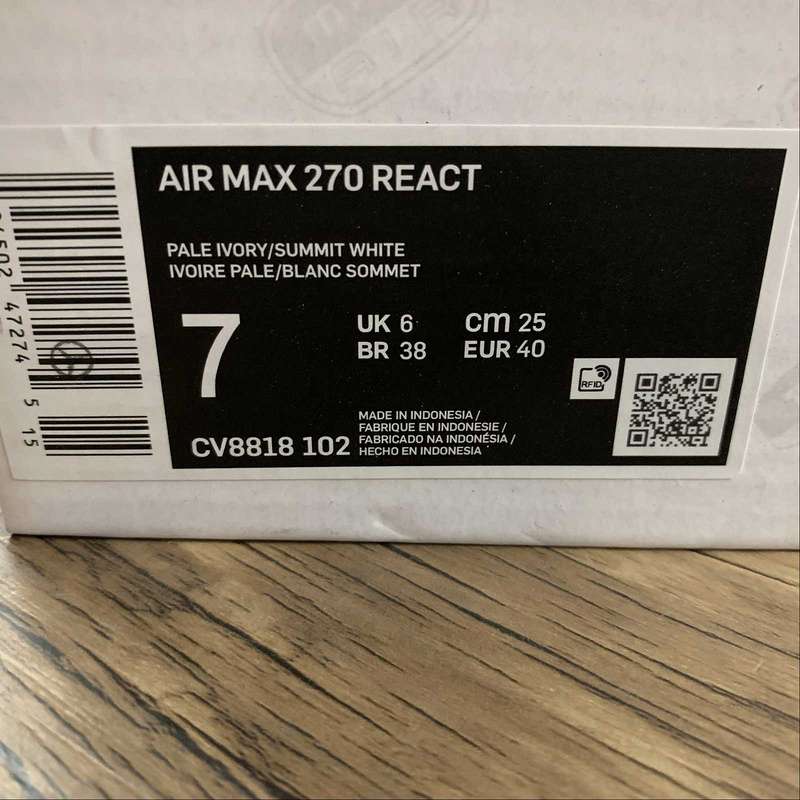 AIR MAX 270 REACT
PALE IVORY/SUMMIT WHITE
IVOIRE PALE/BLANC SOMMET
7
UK 6
cm 25
BR 38
EUR 40
RFID
CV8818 102
MADE IN INDONESIA /
FABRIQUE EN INDONESIE /
FABRICADO NA INDONÉSIA /
HECHO EN INDONESIA
47274
5 15